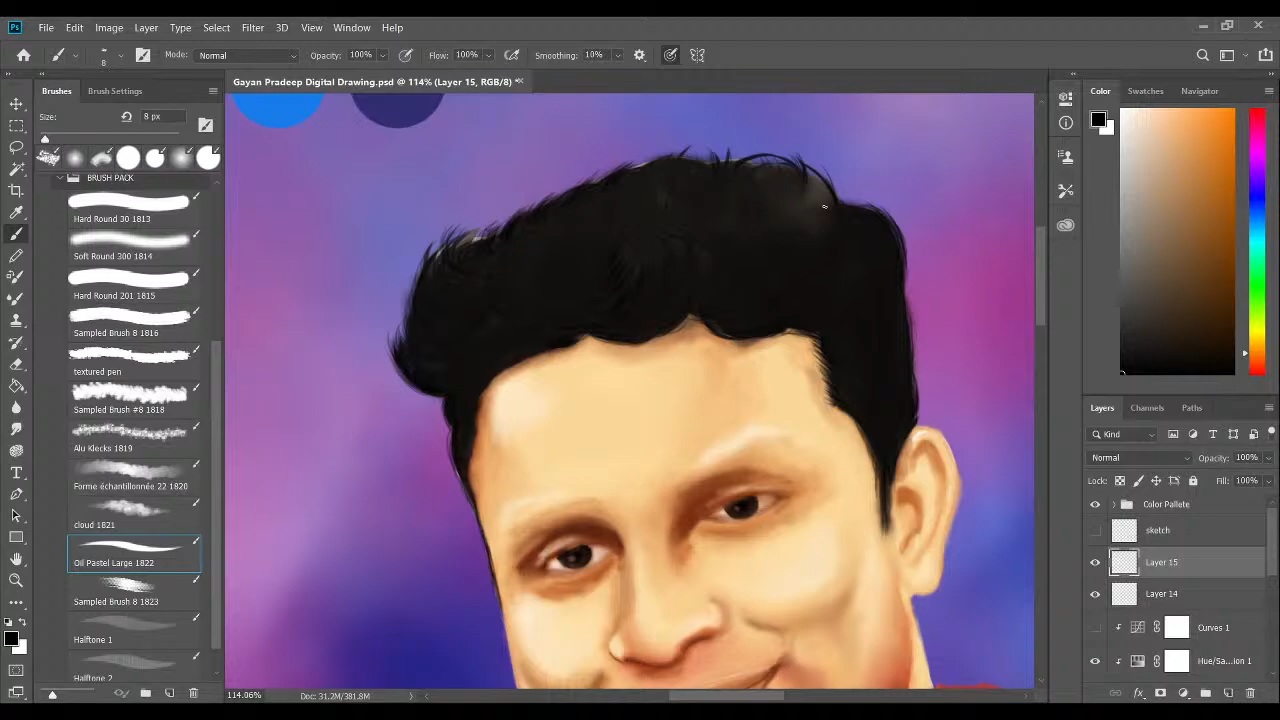 Ps File Edit Image Layer Type Select Filter 3D View Window Help
8 Mode: Normal Opacity: 100% Flow: 100% Smoothing: 10%
Gayan Pradeep Digital Drawing.psd @ 114% (Layer 15, RGB/8) *
Brushes Brush Settings
Size: 8 px
BRUSH PACK
Hard Round 30 1813
Soft Round 300 1814
Hard Round 201 1815
Sampled Brush 8 1816
textured pen
Sampled Brush #8 1818
Alu Klecks 1819
Forme échantillonnée 22 1820
cloud 1821
Oil Pastel Large 1822
Sampled Brush 8 1823
Halftone 1
Halftone 2
114.06% Doc: 31.2M/381.8M
Color Swatches Navigator
Layers Channels Paths
Kind
Normal Opacity: 100%
Lock: Fill: 100%
Color Pallete
sketch
Layer 15
Layer 14
Curves 1
Hue/Sa...ion 1